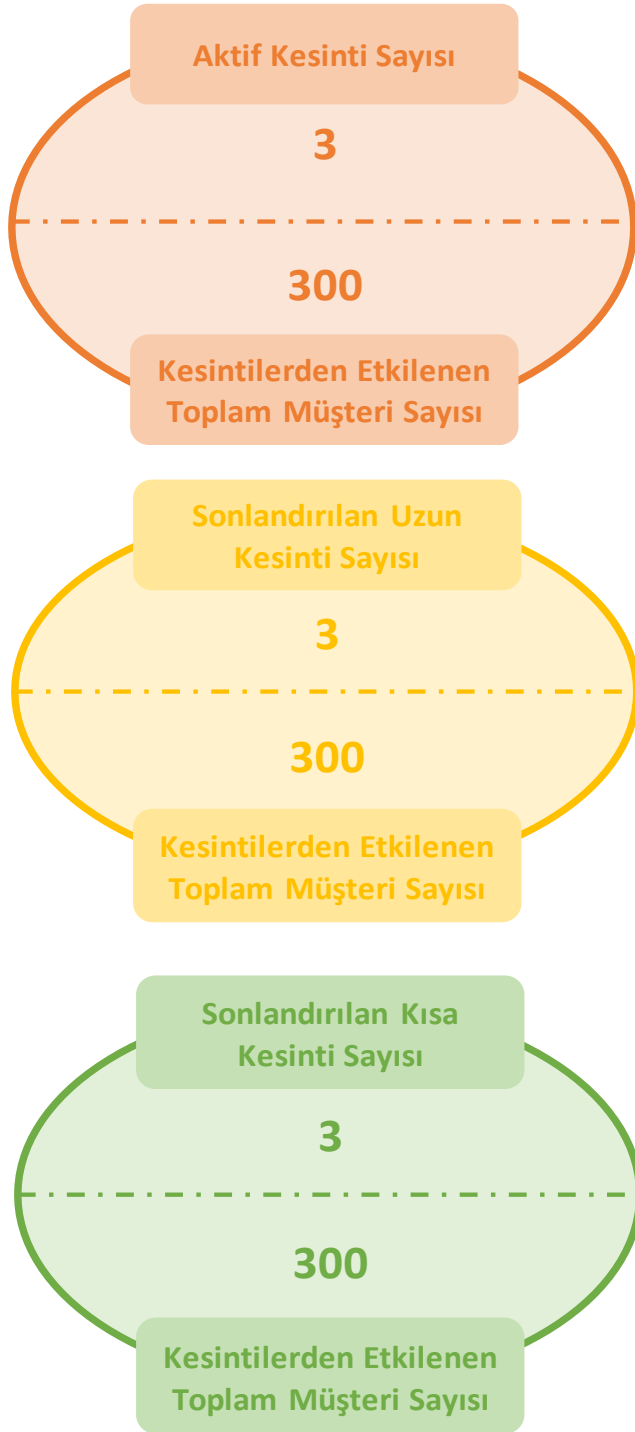 Aktif Kesinti Sayısı
3
300
Kesintilerden Etkilenen
Toplam Müşteri Sayısı
Sonlandırılan Uzun
Kesinti Sayısı
3
300
Kesintilerden Etkilenen
Toplam Müşteri Sayısı
Sonlandırılan Kısa
Kesinti Sayısı
3
300
Kesintilerden Etkilenen
Toplam Müşteri Sayısı